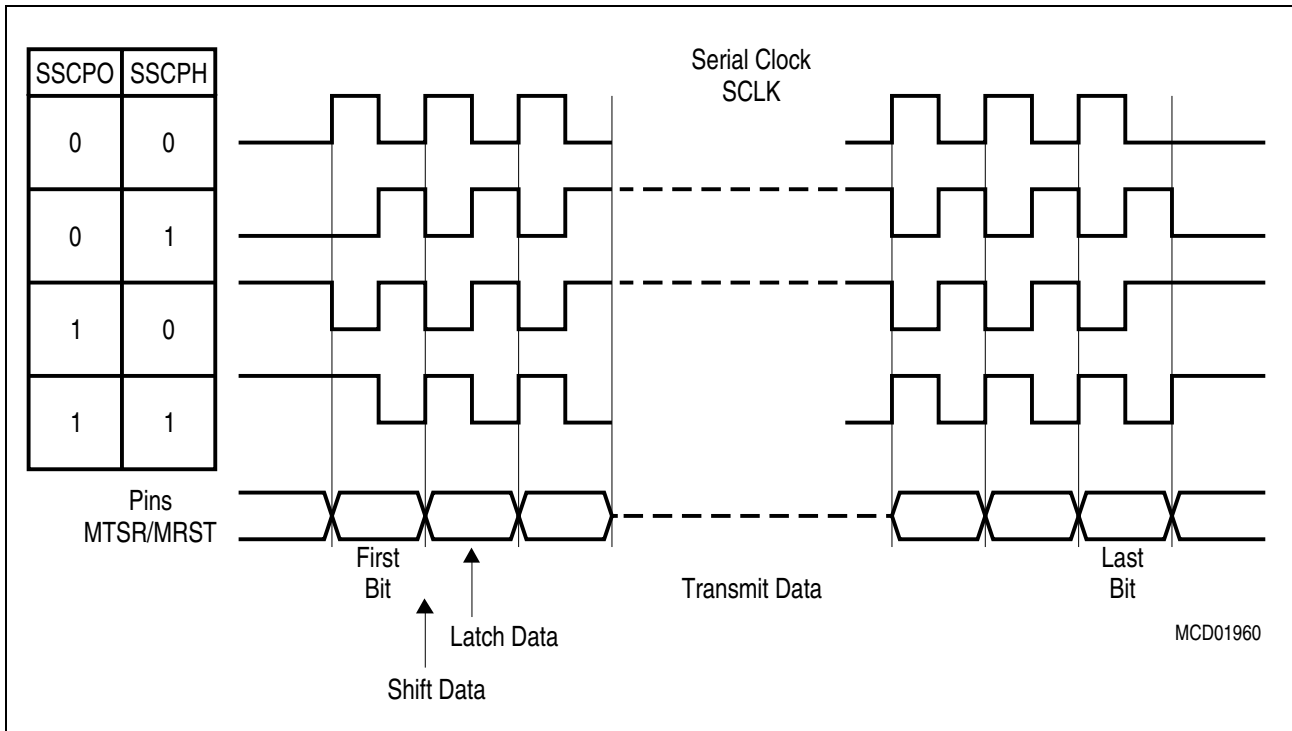 SSCPO SSCPH
0 0
0 1
1 0
1 1
Serial Clock
SCLK
Pins
MTSR/MRST
First
Bit
Last
Bit
Transmit Data
Latch Data
Shift Data
MCD01960